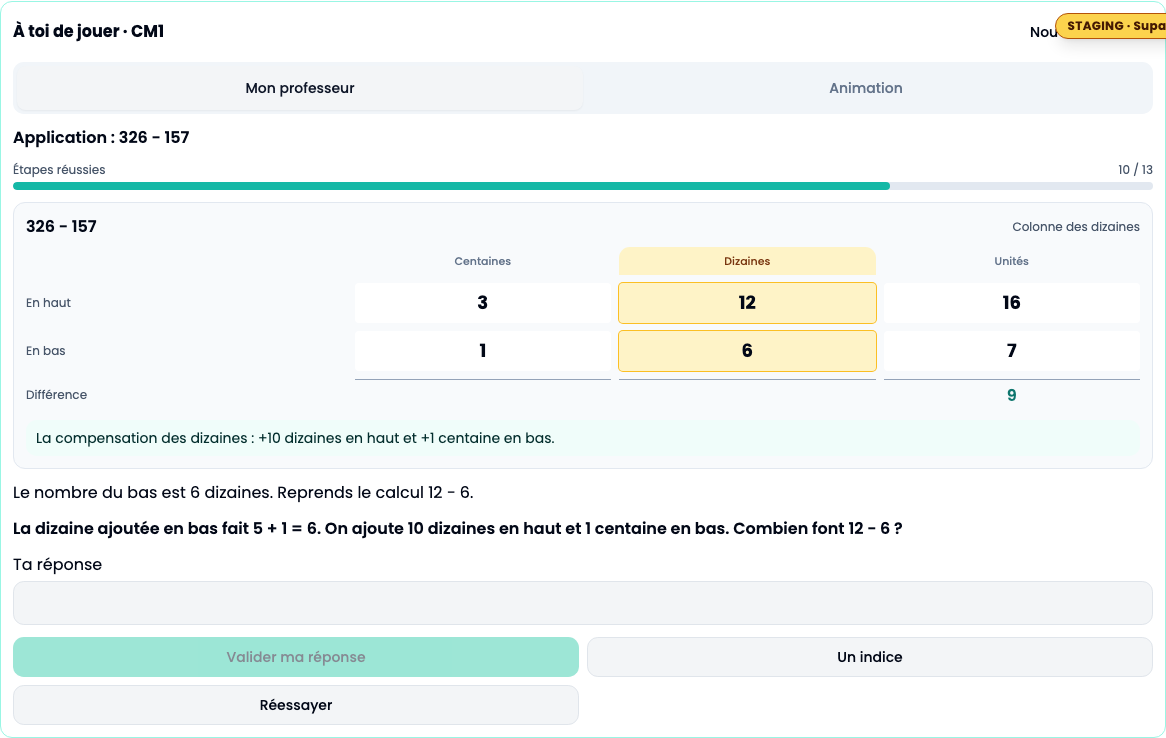 À toi de jouer · CM1
Nou
STAGING · Supa
Mon professeur
Animation
Application : 326 - 157
Étapes réussies
10 / 13
326 - 157
Colonne des dizaines
Centaines
Dizaines
Unités
En haut
3
12
16
En bas
1
6
7
Différence
9
La compensation des dizaines : +10 dizaines en haut et +1 centaine en bas.
Le nombre du bas est 6 dizaines. Reprends le calcul 12 - 6.
La dizaine ajoutée en bas fait 5 + 1 = 6. On ajoute 10 dizaines en haut et 1 centaine en bas. Combien font 12 - 6 ?
Ta réponse
Valider ma réponse
Un indice
Réessayer